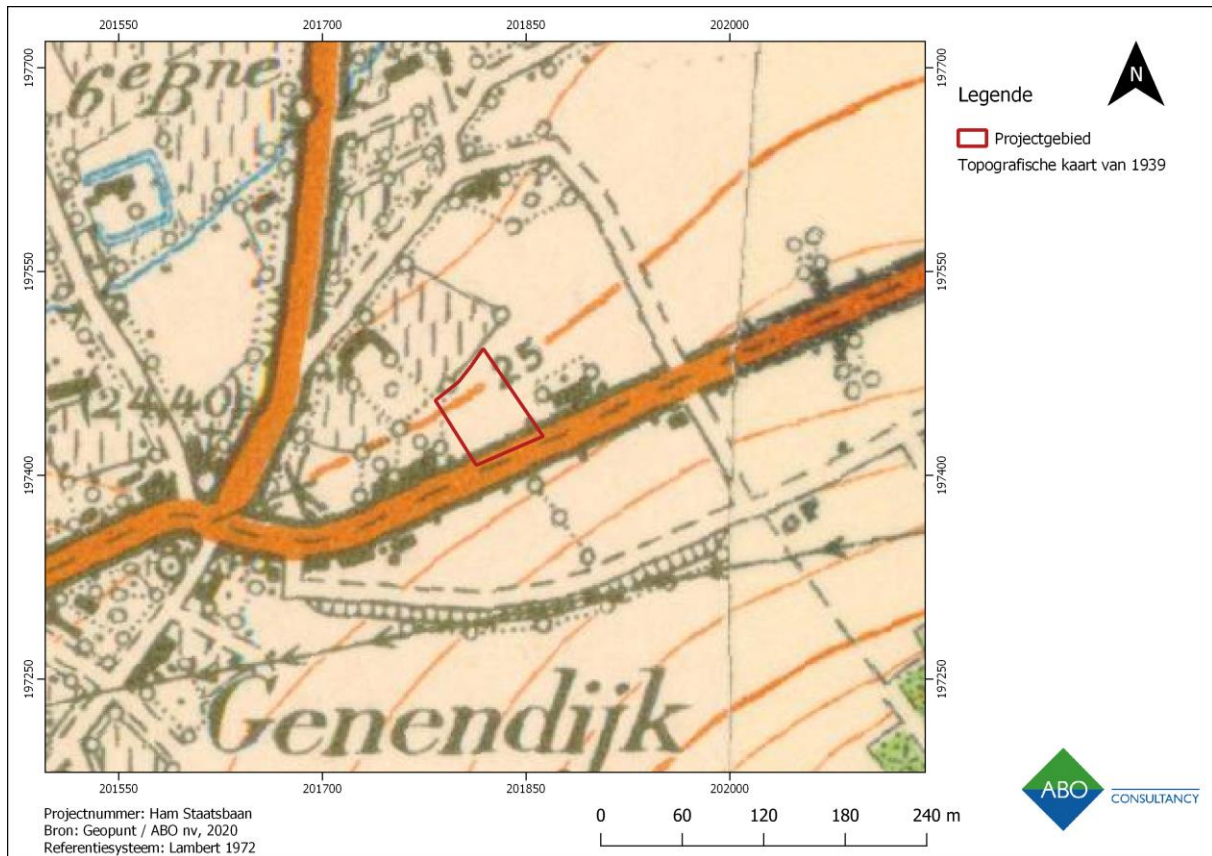 201550 201700 201850 202000
197700 197700
6eBne
N
Legende
Projectgebied
Topografische kaart van 1939
197550 197550
25
197400 197400
197250 197250
Genendijk
201550 201700 201850 202000
ABO
CONSULTANCY
Projectnummer: Ham Staatsbaan
Bron: Geopunt / ABO nv, 2020
Referentiesysteem: Lambert 1972
0 60 120 180 240 m